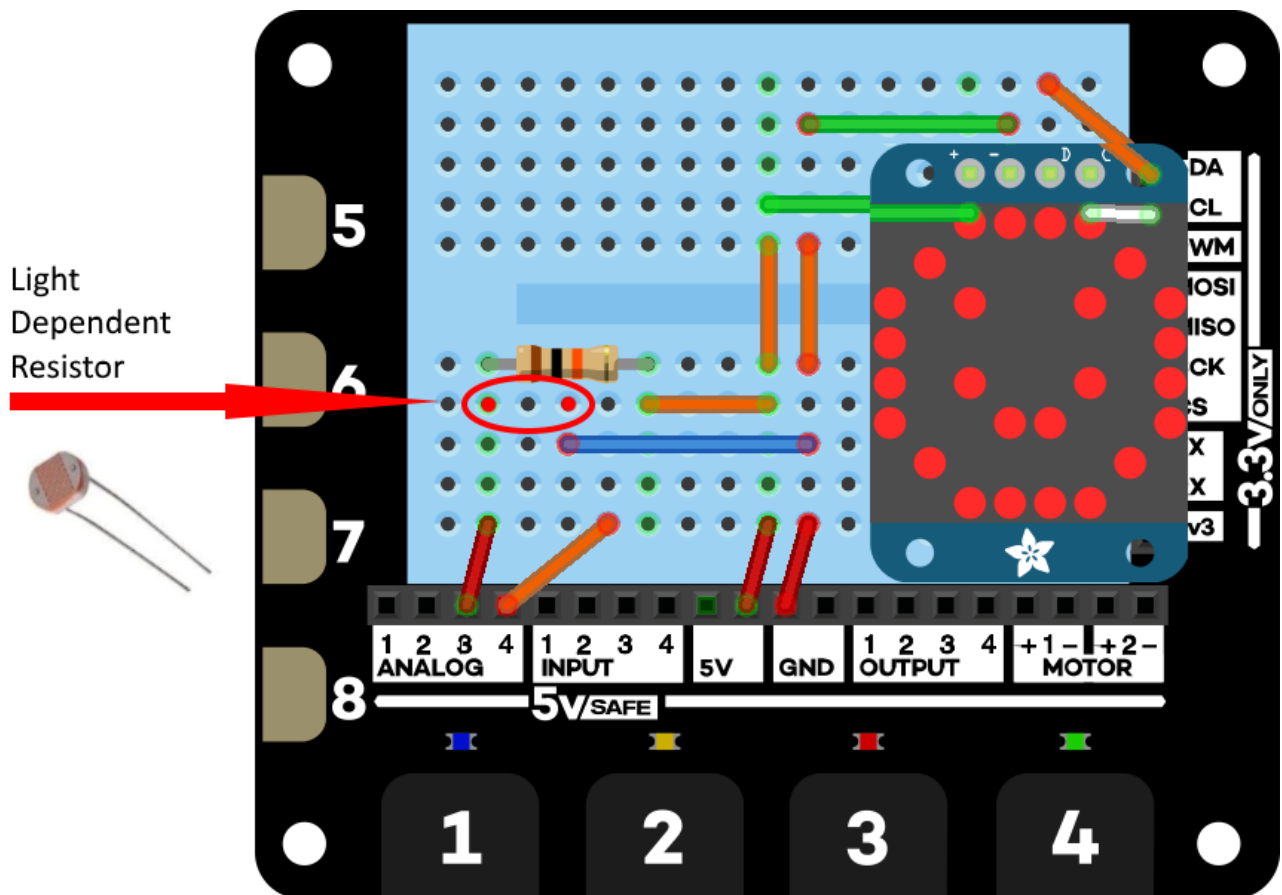 Light
Dependent
Resistor
5
6
7
8
+ -
DA
CL
WM
MOSI
MISO
CK
CS
X
X
v3
3.3V/ONLY
1 2 3 4
ANALOG
1 2 3 4
INPUT
5V
GND
1 2 3 4
OUTPUT
+1-
+2-
MOTOR
5V/SAFE
1
2
3
4